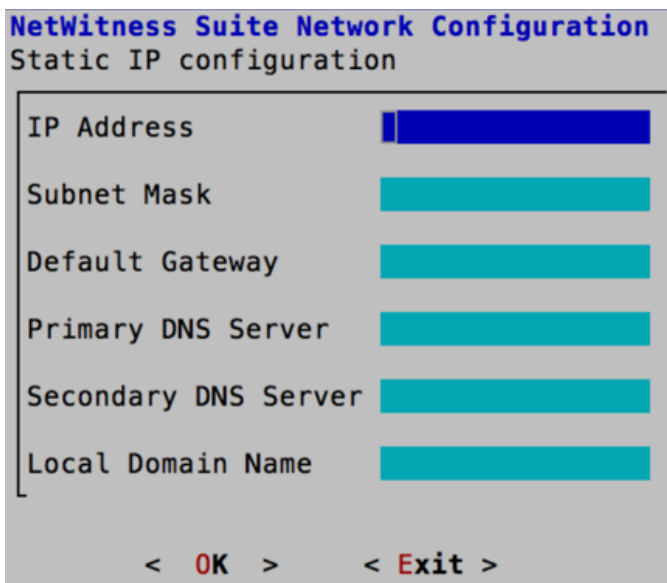 NetWitness Suite Network Configuration
Static IP configuration
IP Address
Subnet Mask
Default Gateway
Primary DNS Server
Secondary DNS Server
Local Domain Name
< OK > < Exit >